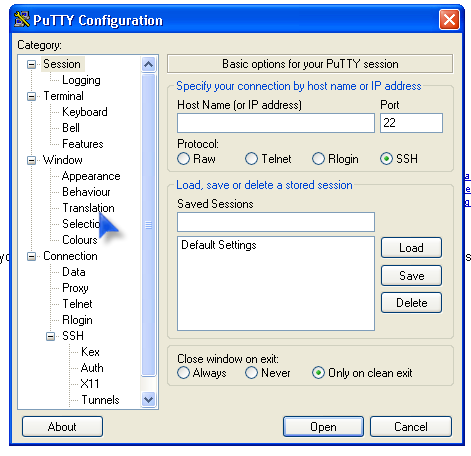 PuTTY Configuration
Category:
Session
Logging
Terminal
Keyboard
Bell
Features
Window
Appearance
Behaviour
Translation
Selectio
Colours
Connection
Data
Proxy
Telnet
Rlogin
SSH
Kex
Auth
X11
Tunnels
Basic options for your PuTTY session
Specify your connection by host name or IP address
Host Name (or IP address) Port
22
Protocol:
Raw Telnet Rlogin SSH
Load, save or delete a stored session
Saved Sessions
Default Settings
Load
Save
Delete
Close window on exit:
Always Never Only on clean exit
About Open Cancel